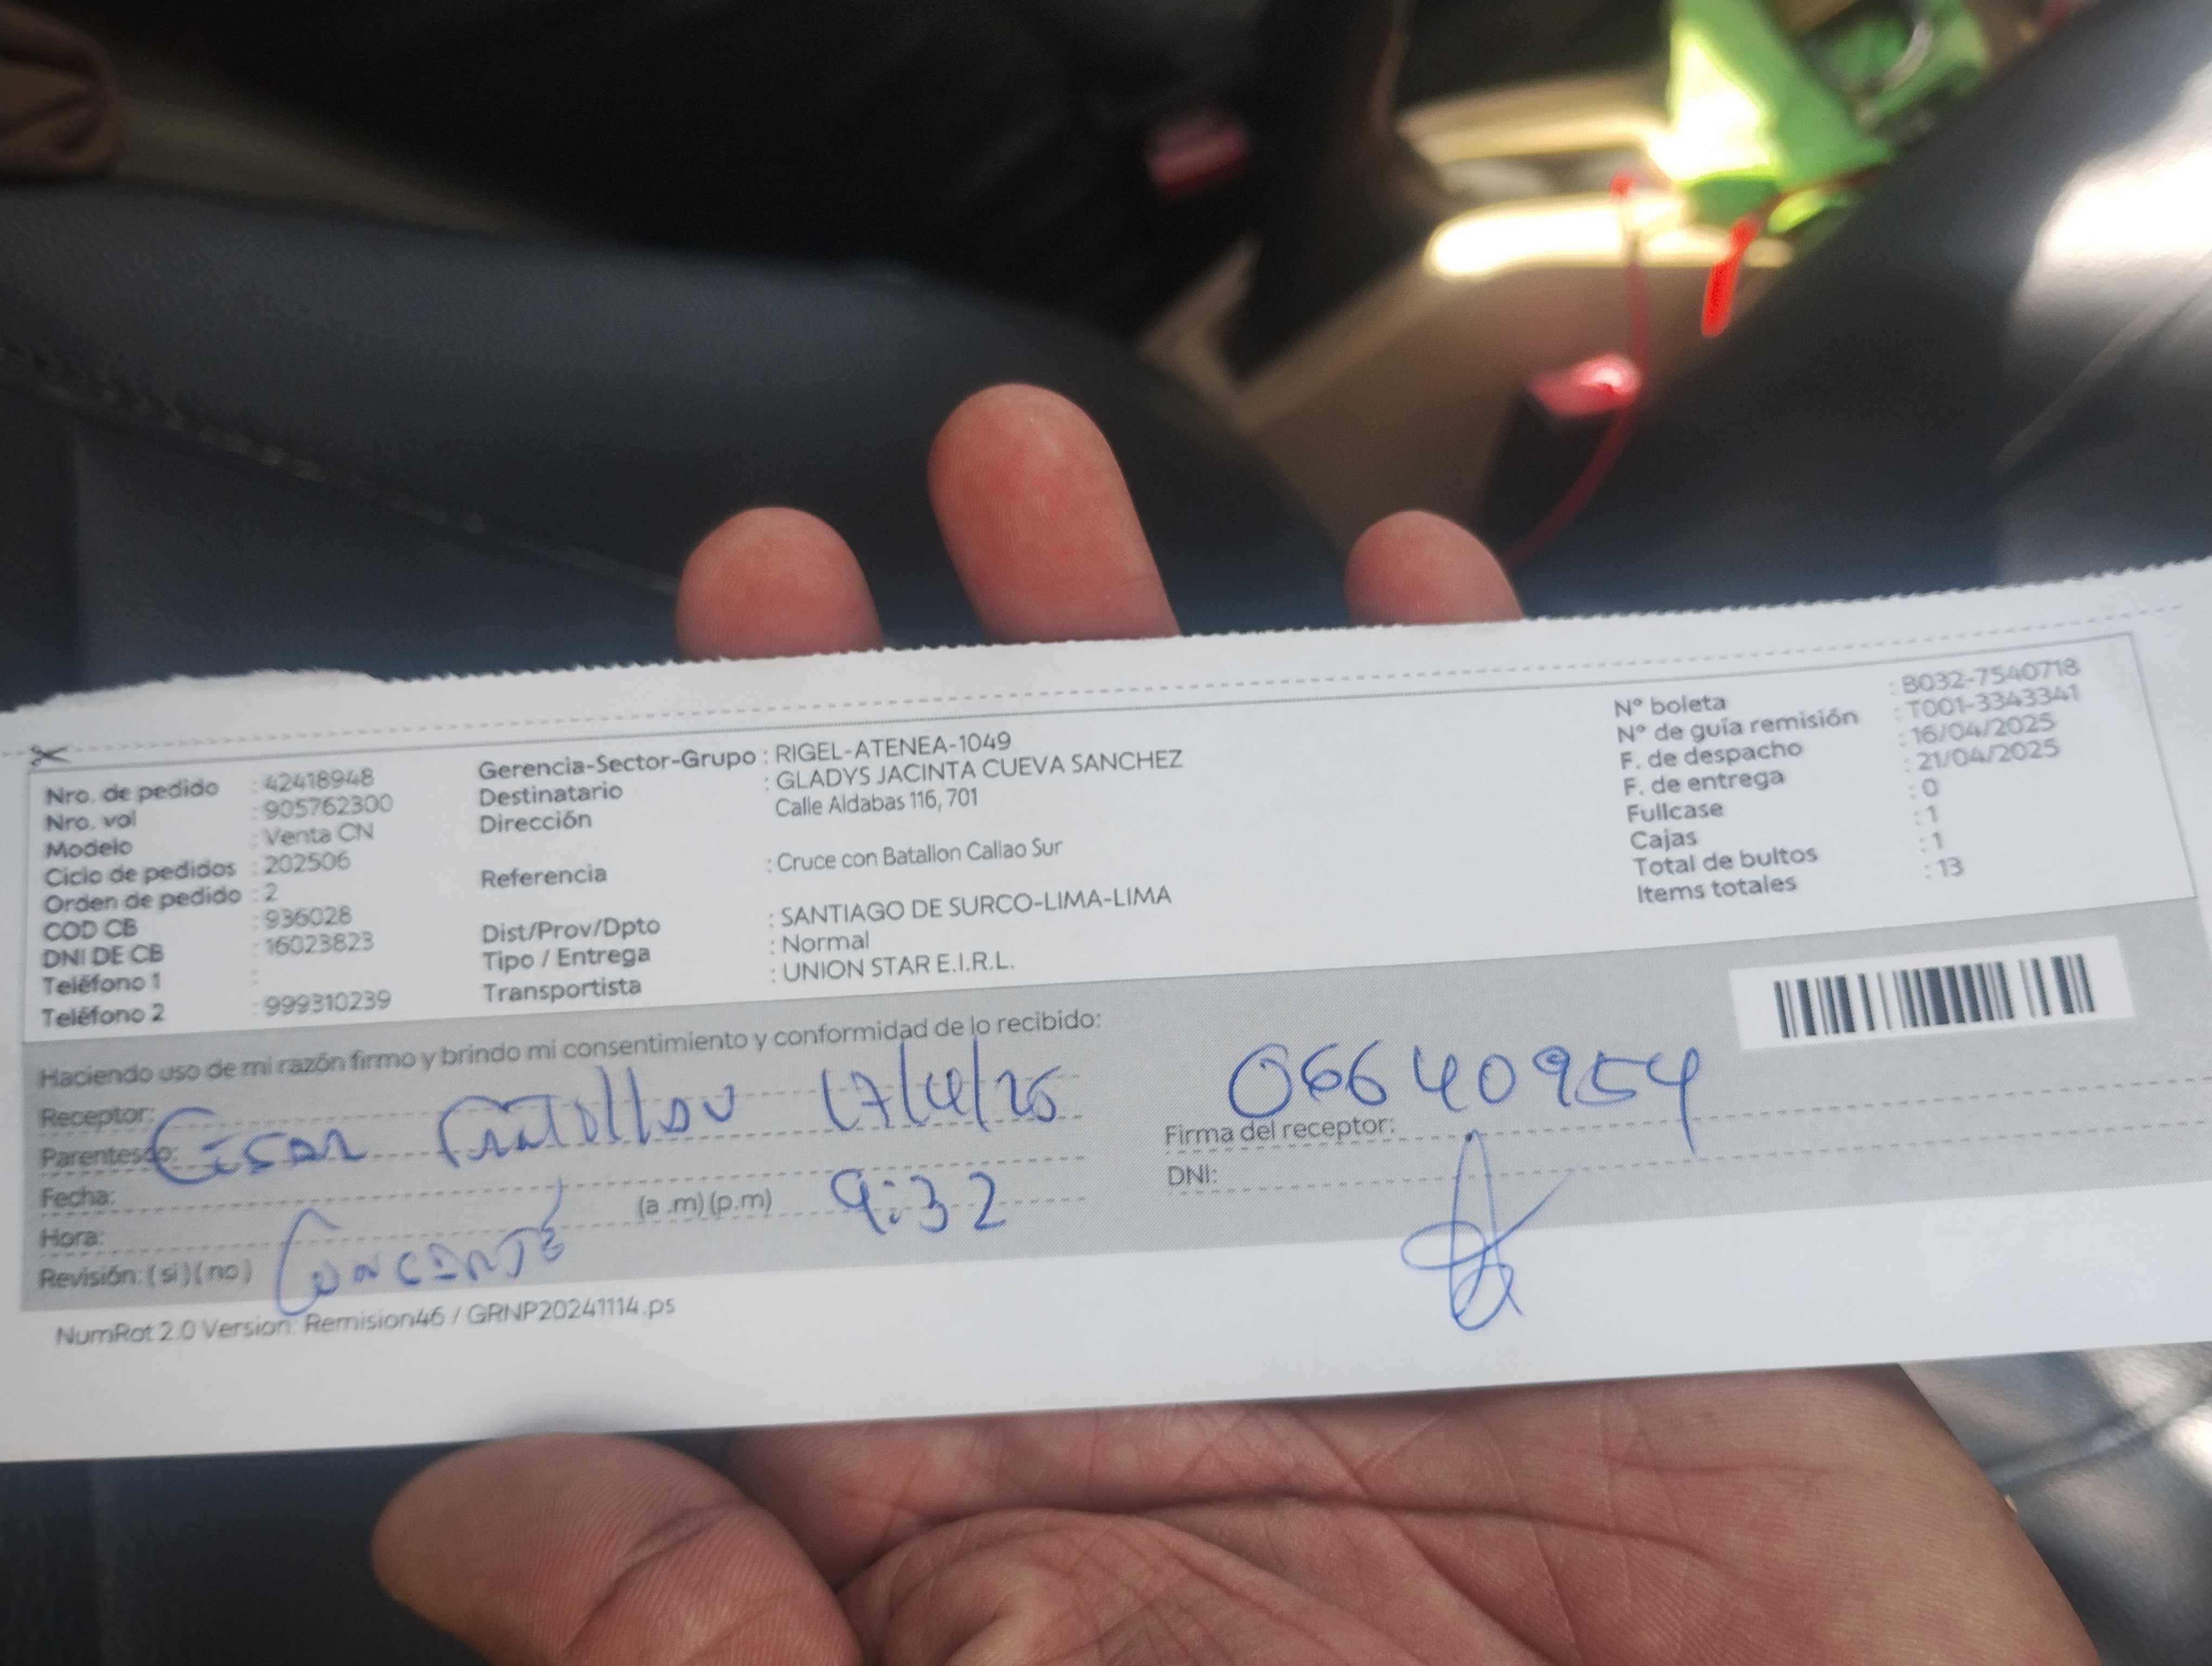 Nro. de pedido : 42418948
Nro. vol : 905762300
Modelo : Venta CN
Ciclo de pedidos : 202506
Orden de pedido : 2
COD CB : 936028
DNI DE CB : 16023823
Teléfono 1 :
Teléfono 2 : 999310239
Gerencia-Sector-Grupo : RIGEL-ATENEA-1049
Destinatario : GLADYS JACINTA CUEVA SANCHEZ
Dirección Calle Aldabas 116, 701
Referencia : Cruce con Batallon Callao Sur
Dist/Prov/Dpto : SANTIAGO DE SURCO-LIMA-LIMA
Tipo / Entrega : Normal
Transportista : UNION STAR E.I.R.L.
N° boleta : B032-7540718
N° de guía remisión : T001-3343341
F. de despacho : 16/04/2025
F. de entrega : 21/04/2025
Fullcase : 0
Cajas : 1
Total de bultos : 1
Items totales : 13
Haciendo uso de mi razón firmo y brindo mi consentimiento y conformidad de lo recibido:
Receptor:
Parentesco: Cesar
06640954
Firma del receptor:
DNI:
Fecha:
Hora: (a .m) (p.m) 9:32
Revisión: ( si ) ( no )
NumRot 2.0 Version: Remision46 / GRNP20241114.ps